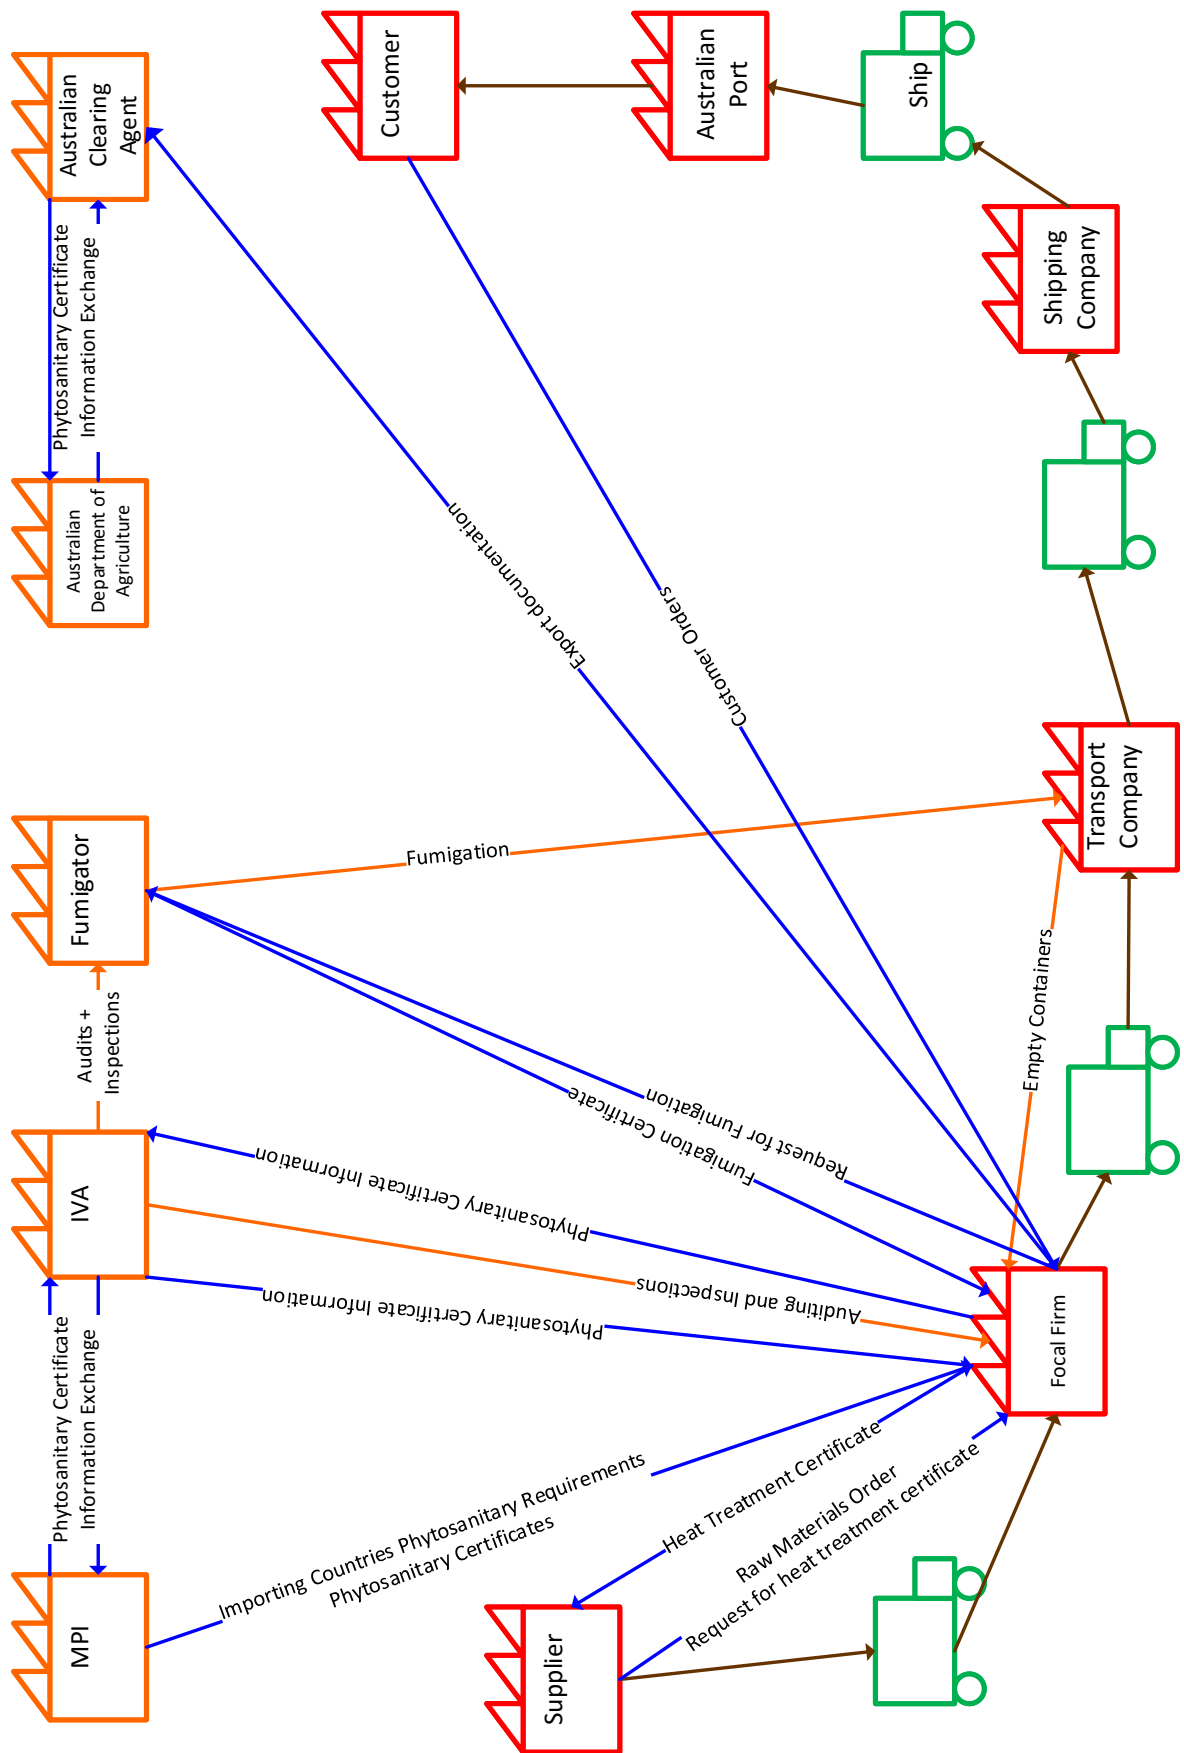 MPI
Phytosanitary Certificate
Information Exchange
IVA
Audits +
Inspections
Fumigator
Australian
Department of
Agriculture
Phytosanitary Certificate
Information Exchange
Australian
Clearing
Agent
Importing Countries Phytosanitary Requirements
Phytosanitary Certificates
Phytosanitary Certificate Information
Auditing and Inspections
Phytosanitary Certificate Information
Fumigation Certificate
Request for Fumigation
Fumigation
Export documentation
Customer Orders
Customer
Supplier
Heat Treatment Certificate
Raw Materials Order
Request for heat treatment certificate
Empty Containers
Australian
Port
Ship
Focal Firm
Transport
Company
Shipping
Company